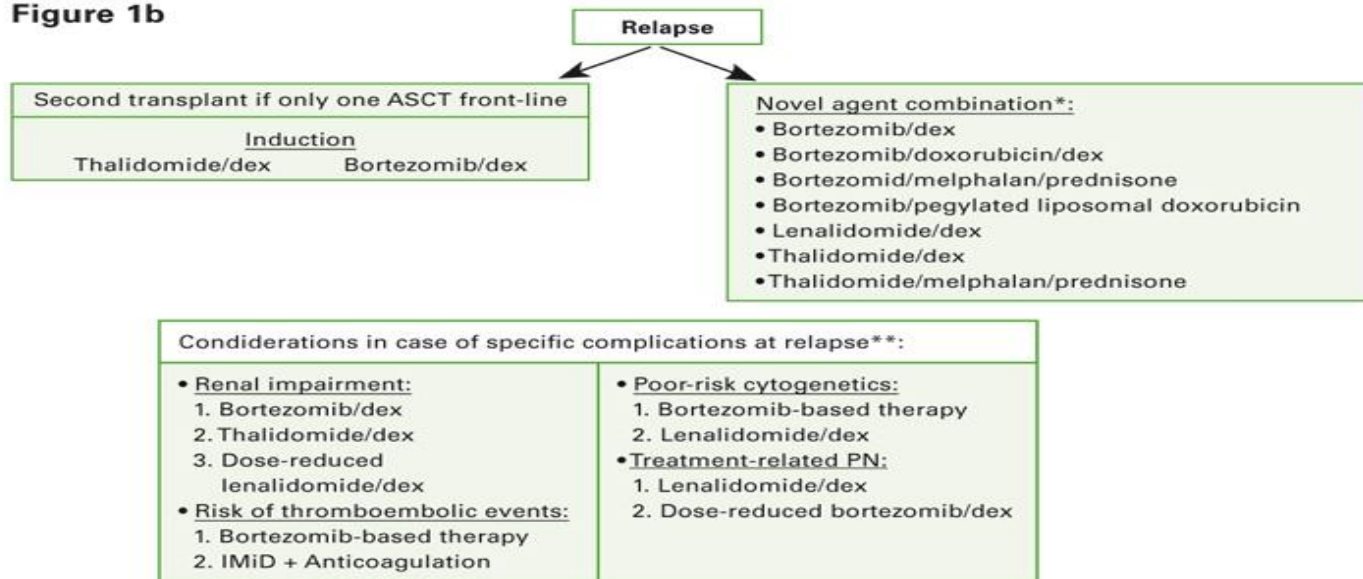 Figure 1b
Relapse
Second transplant if only one ASCT front-line
Induction
Thalidomide/dex Bortezomib/dex
Novel agent combination*:
• Bortezomib/dex
• Bortezomib/doxorubicin/dex
• Bortezomid/melphalan/prednisone
• Bortezomib/pegylated liposomal doxorubicin
• Lenalidomide/dex
• Thalidomide/dex
• Thalidomide/melphalan/prednisone
Condiderations in case of specific complications at relapse**:
• Renal impairment:
1. Bortezomib/dex
2. Thalidomide/dex
3. Dose-reduced
lenalidomide/dex
• Risk of thromboembolic events:
1. Bortezomib-based therapy
2. IMiD + Anticoagulation
• Poor-risk cytogenetics:
1. Bortezomib-based therapy
2. Lenalidomide/dex
• Treatment-related PN:
1. Lenalidomide/dex
2. Dose-reduced bortezomib/dex